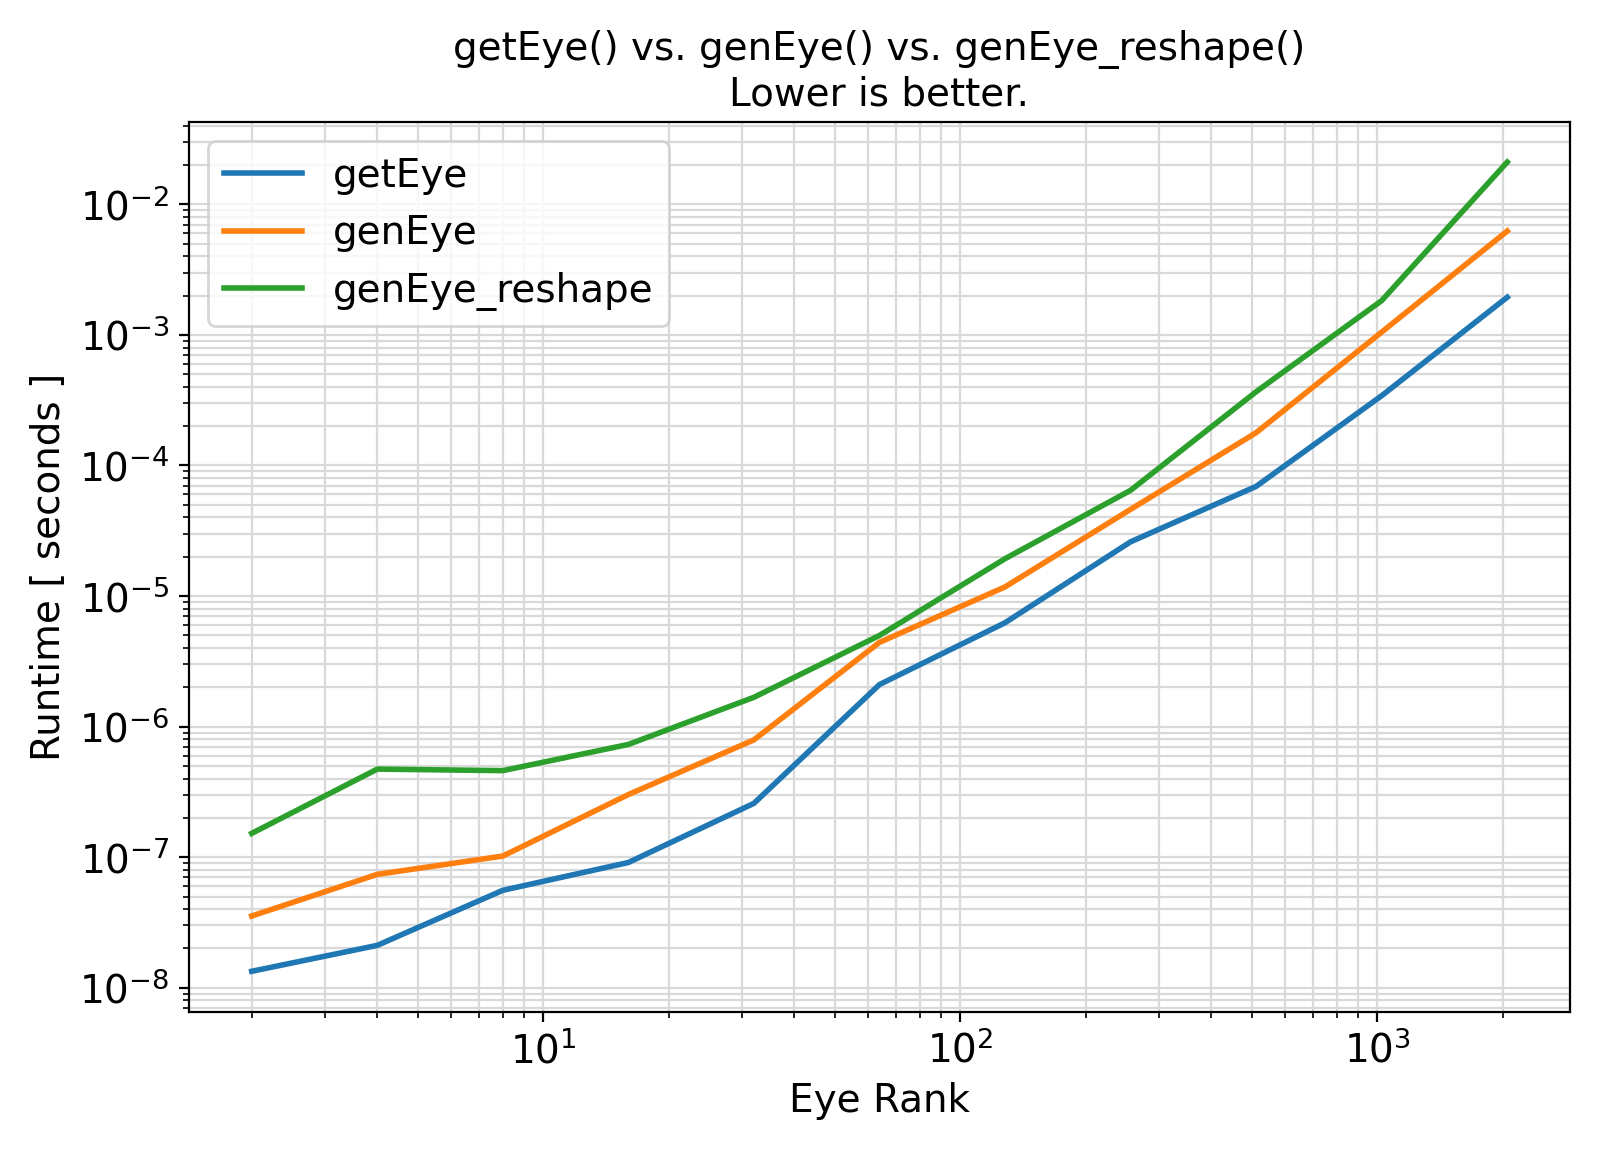 getEye() vs. genEye() vs. genEye_reshape()
Lower is better.
getEye
genEye
genEye_reshape
Runtime [ seconds ]
10⁻²
10⁻³
10⁻⁴
10⁻⁵
10⁻⁶
10⁻⁷
10⁻⁸
10¹ 10² 10³
Eye Rank